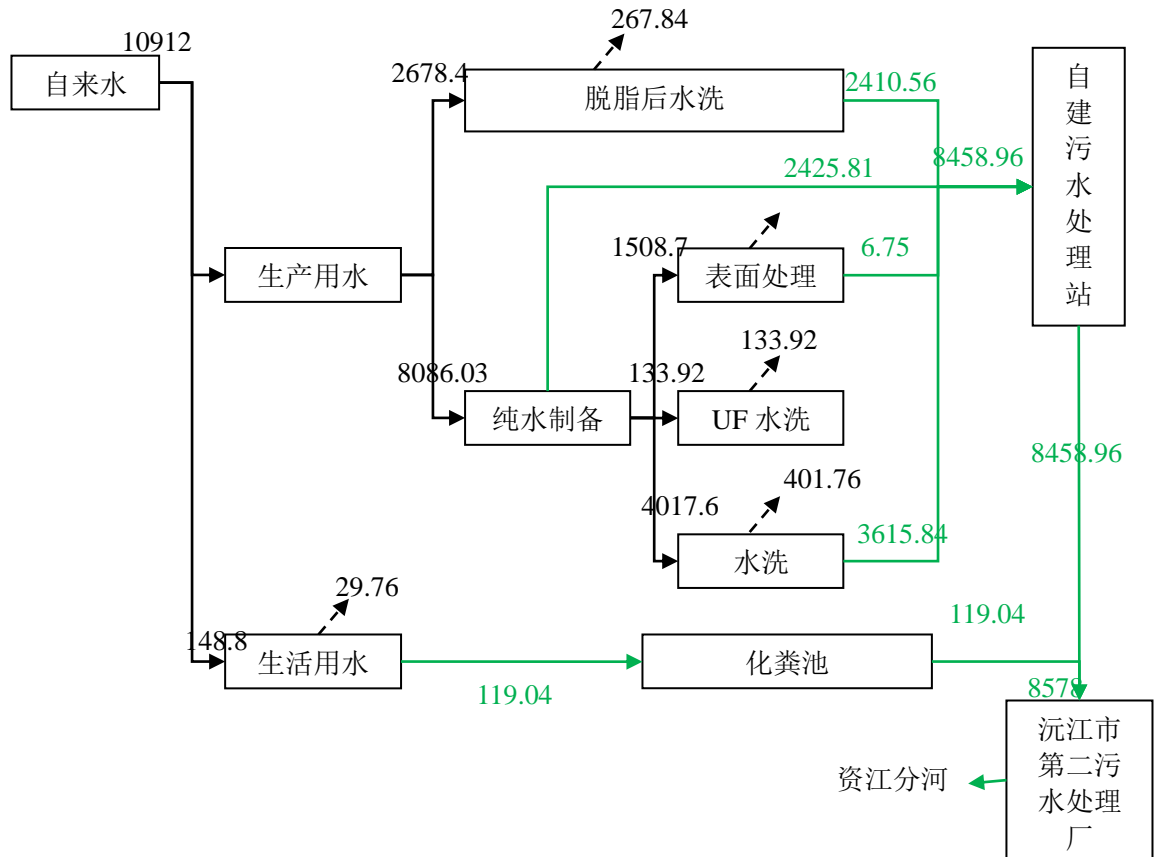 267.84
10912
自来水
2678.4
脱脂后水洗
2410.56
自
建
污
水
处
理
站
2425.81
8458.96
1508.7
6.75
生产用水
表面处理
133.92
8086.03
133.92
纯水制备
UF 水洗
8458.96
401.76
4017.6
3615.84
水洗
29.76
148.8
生活用水
119.04
化粪池
119.04
8578
沅江市
第二污
水处理
厂
资江分河